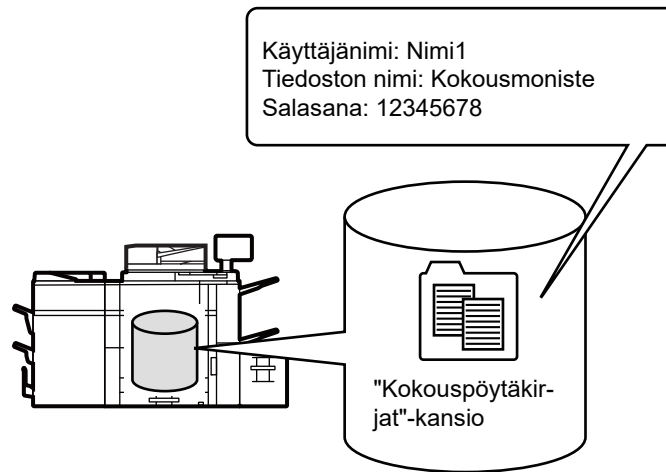 Käyttäjänimi: Nimi1
Tiedoston nimi: Kokousmoniste
Salasana: 12345678
"Kokouspöytäkir-
jat"-kansio